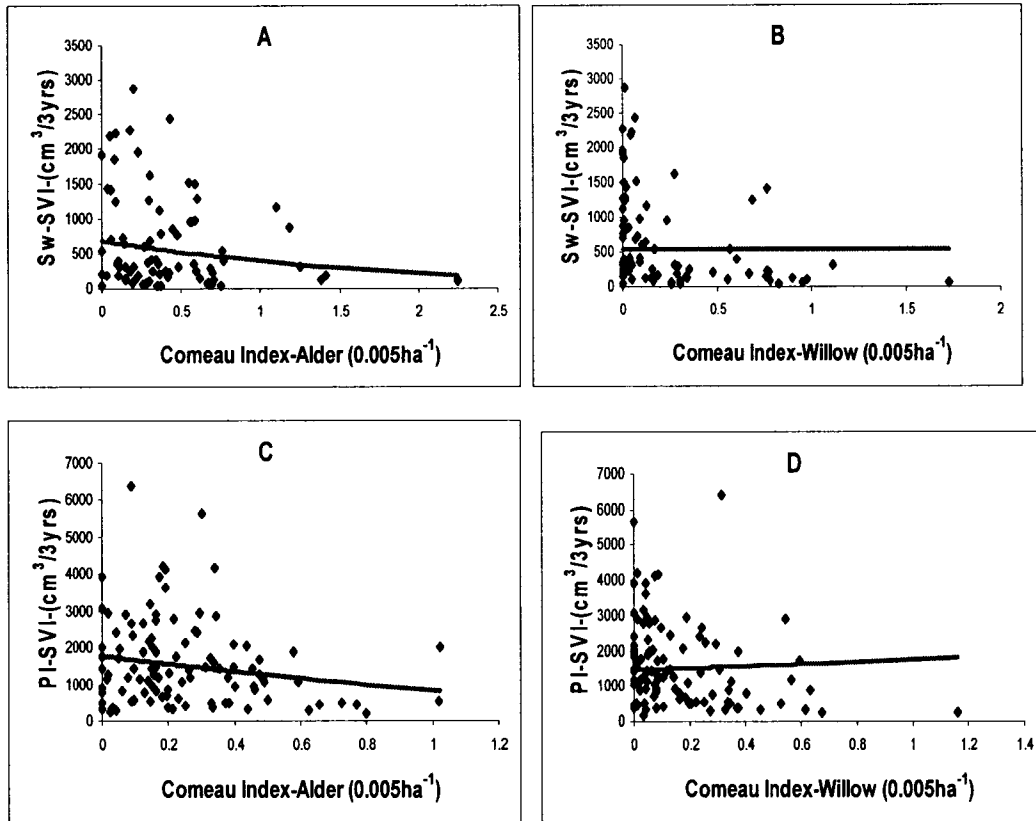 A
Sw-SVI-(cm³/3yrs)
3500
3000
2500
2000
1500
1000
500
0
0 0.5 1 1.5 2 2.5
Comeau Index-Alder (0.005ha⁻¹)
B
Sw-SVI-(cm³/3yrs)
3500
3000
2500
2000
1500
1000
500
0
0 0.5 1 1.5 2
Comeau Index-Willow (0.005ha⁻¹)
C
Pl-SVI-(cm³/3yrs)
7000
6000
5000
4000
3000
2000
1000
0
0 0.2 0.4 0.6 0.8 1 1.2
Comeau Index-Alder (0.005ha⁻¹)
D
Pl-SVI-(cm³/3yrs)
7000
6000
5000
4000
3000
2000
1000
0
0 0.2 0.4 0.6 0.8 1 1.2 1.4
Comeau Index-Willow (0.005ha⁻¹)